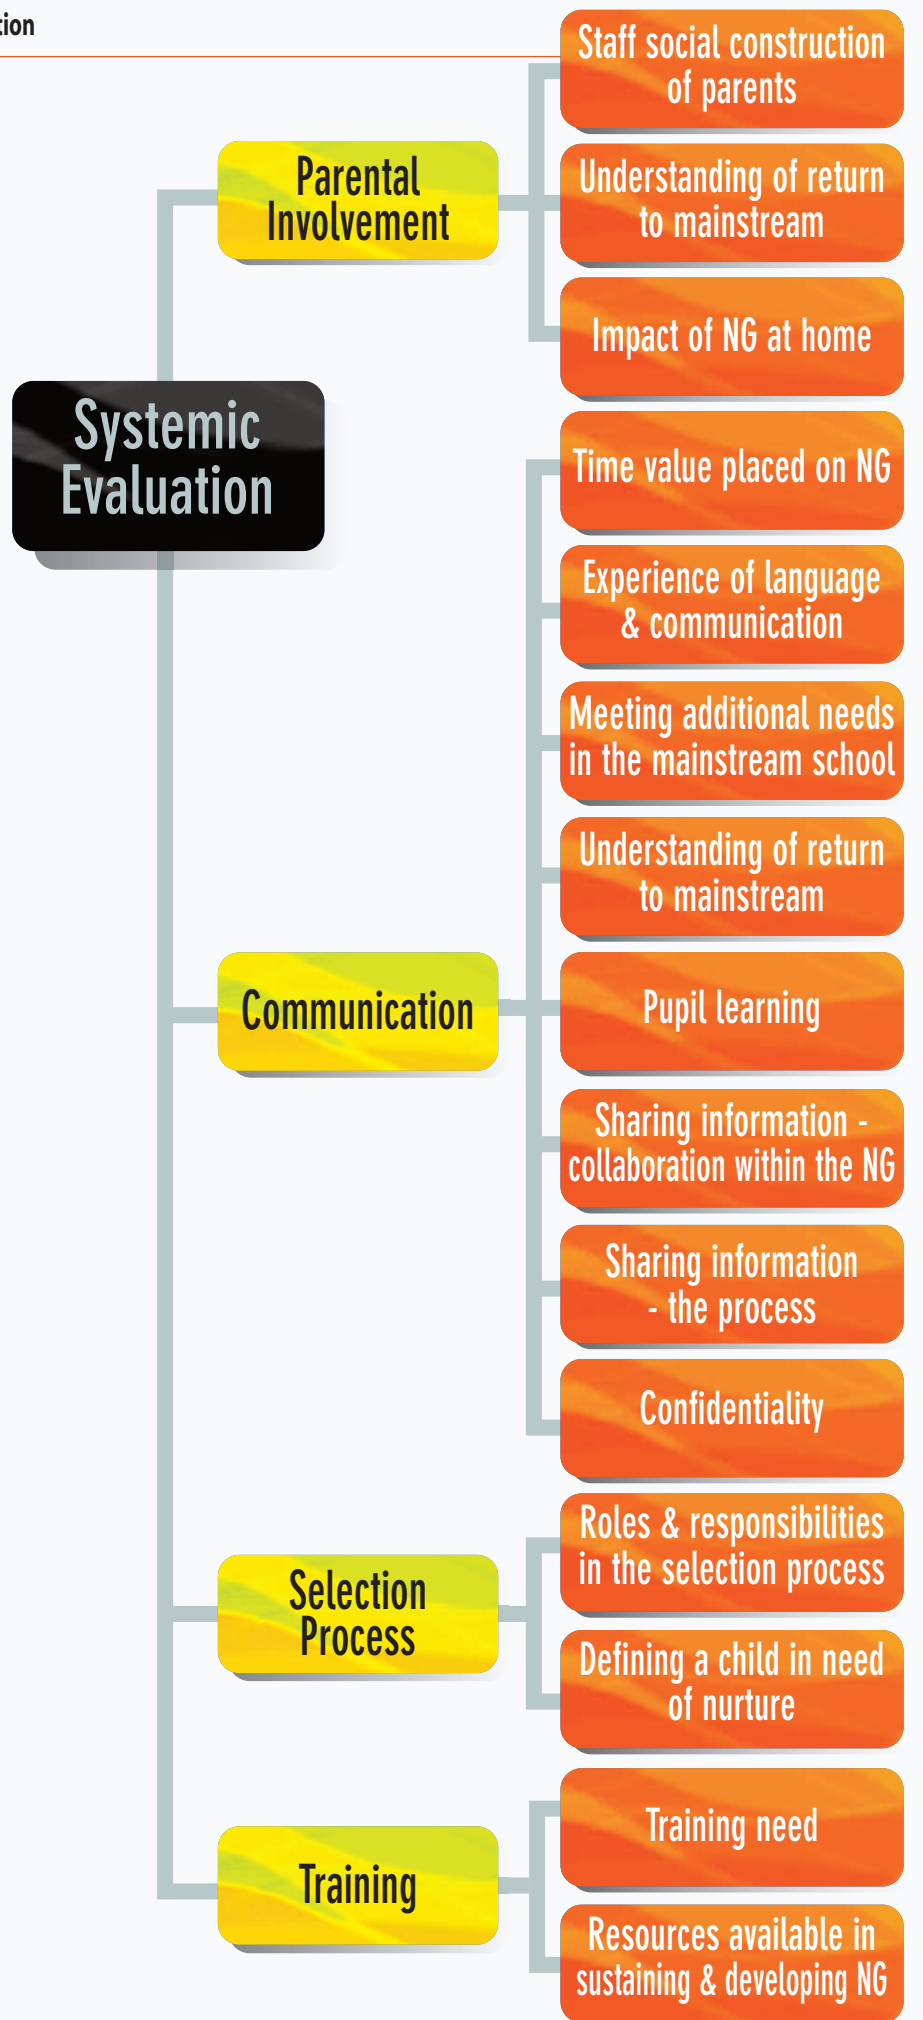 Staff social construction
of parents
Parental
Involvement
Understanding of return
to mainstream
Impact of NG at home
Systemic
Evaluation
Time value placed on NG
Experience of language
& communication
Meeting additional needs
in the mainstream school
Understanding of return
to mainstream
Communication
Pupil learning
Sharing information -
collaboration within the NG
Sharing information
- the process
Confidentiality
Roles & responsibilities
in the selection process
Selection
Process
Defining a child in need
of nurture
Training need
Training
Resources available in
sustaining & developing NG